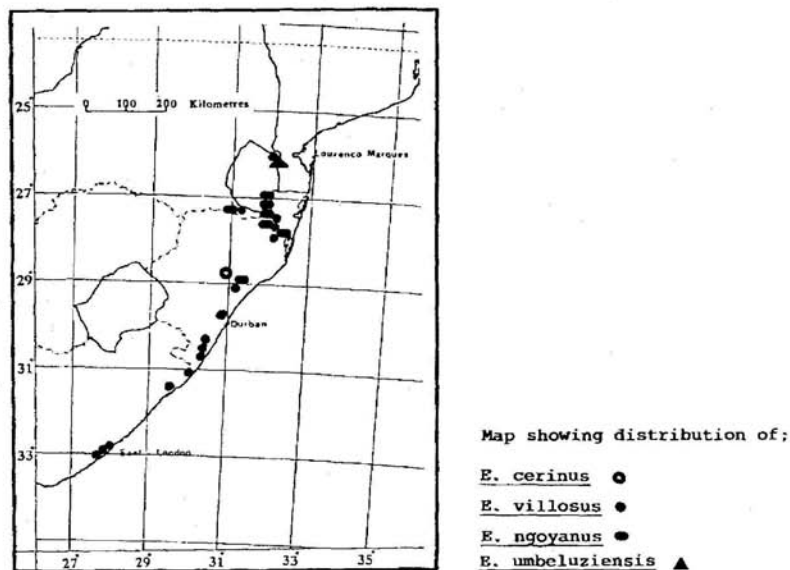 25°
0 100 200 Kilometres
Lourenco Marques
27°
29°
Durban
31°
33°
East London
27° 29° 31° 33° 35°
Map showing distribution of;
E. cerinus
E. villosus
E. ngoyanus
E. umbeluziensis